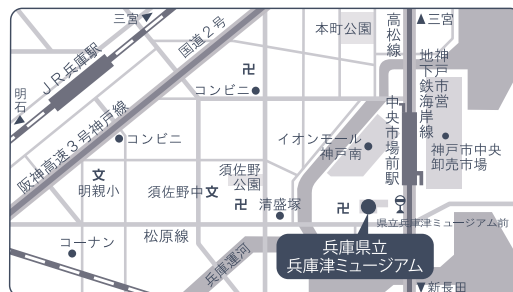 三宮
国道2号
本町公園
高松線
三宮
JR兵庫駅
コンビニ
神戸市営
地下鉄海岸線
明石
阪神高速3号神戸線
コンビニ
イオンモール
神戸南
中央市場前駅
神戸市中央
卸売市場
文
明親小
須佐野中文
須佐野
公園
清盛塚
県立兵庫津ミュージアム前
コーナン
松原線
兵庫運河
兵庫県立
兵庫津ミュージアム
新長田